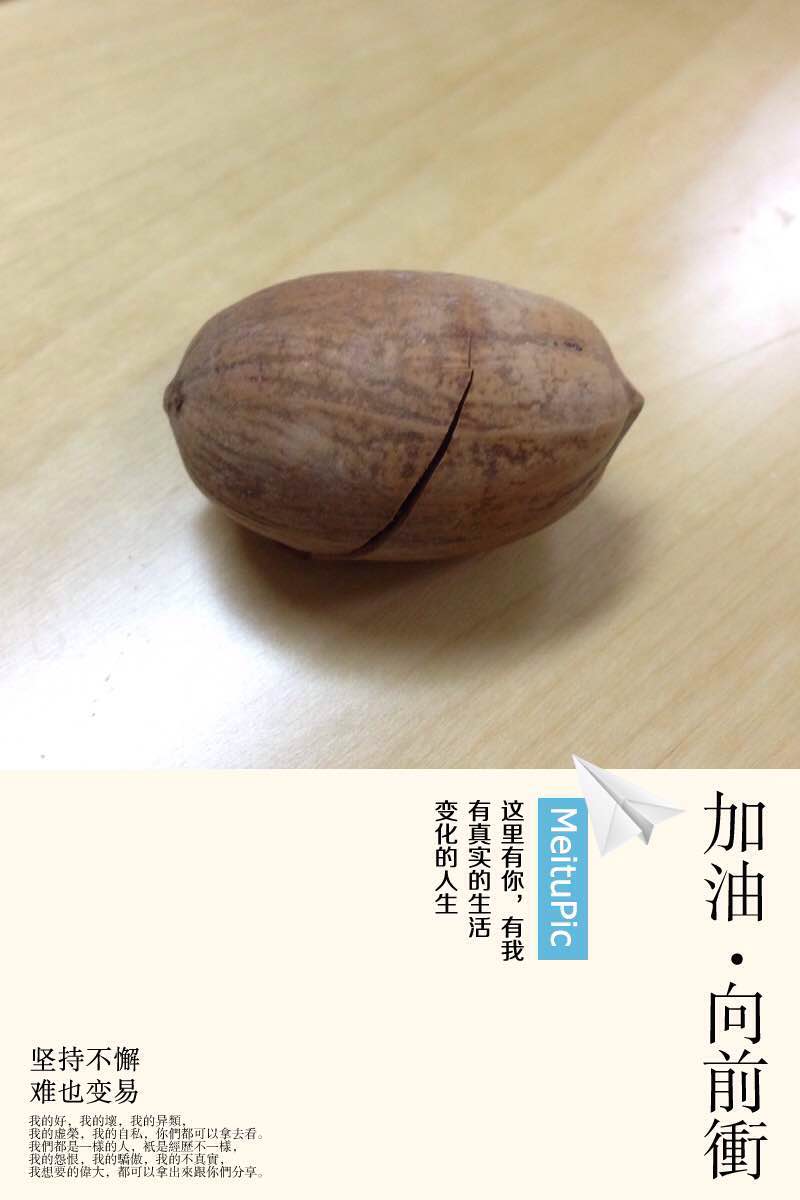 加油·向前衝
MeituPic
这里有你，有我
有真实的生活
变化的人生
坚持不懈
难也变易
我的好，我的壞，我的异類，
我的虛榮，我的自私，你們都可以拿去看。
我們都是一樣的人，衹是經歷不一樣，
我的怨恨，我的驕傲，我的不真實，
我想要的偉大，都可以拿出來跟你們分享。